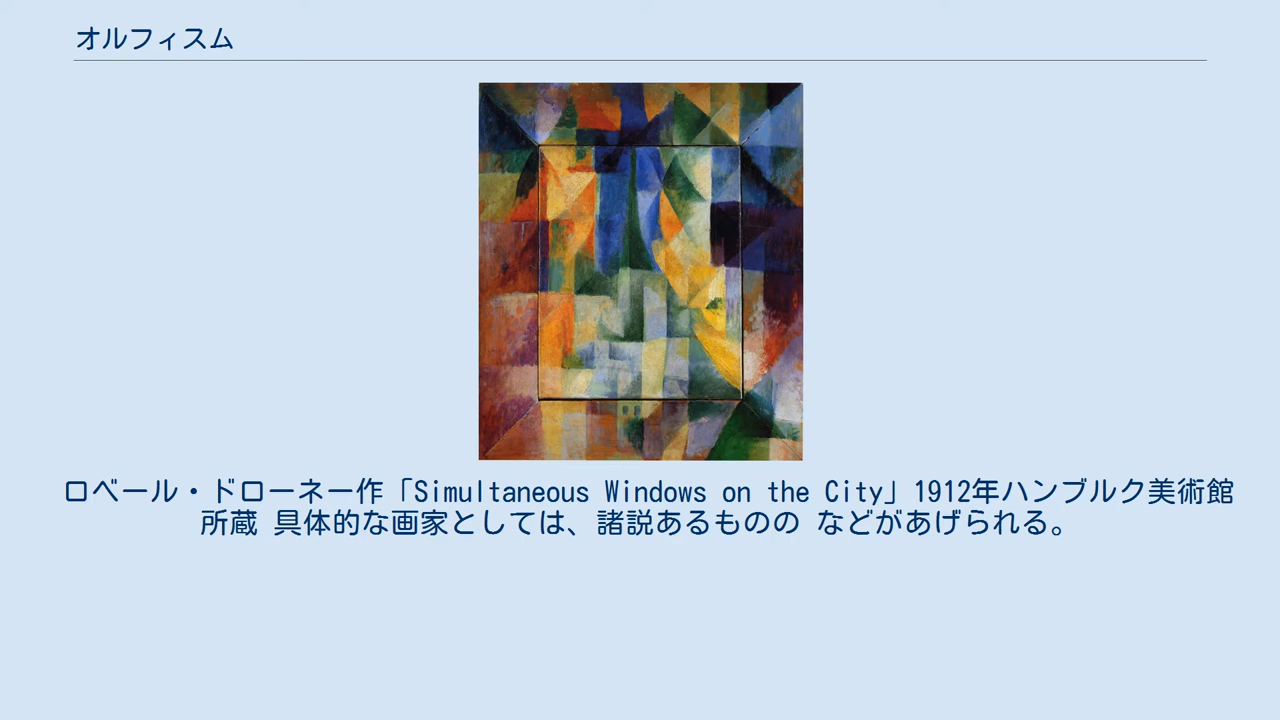 オルフィスム
ロベール・ドローネー作「Simultaneous Windows on the City」1912年ハンブルク美術館
所蔵 具体的な画家としては、諸説あるものの などがあげられる。